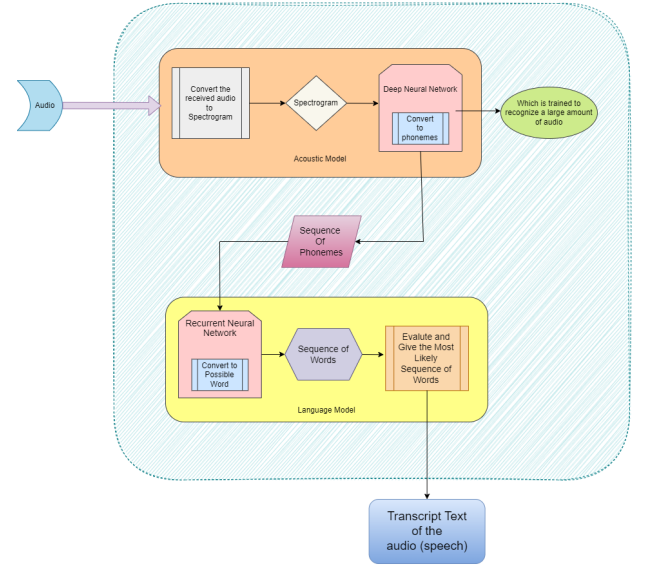 Audio
Convert the
received audio
to
Spectrogram
Spectrogram
Deep Neural Network
Convert
to
phonemes
Which is trained to
recognize a large amount
of audio
Acoustic Model
Sequence
Of
Phonemes
Recurrent Neural
Network
Convert to
Possible
Word
Sequence of
Words
Evalute and
Give the Most
Likely
Sequence of
Words
Language Model
Transcript Text
of the
audio (speech)